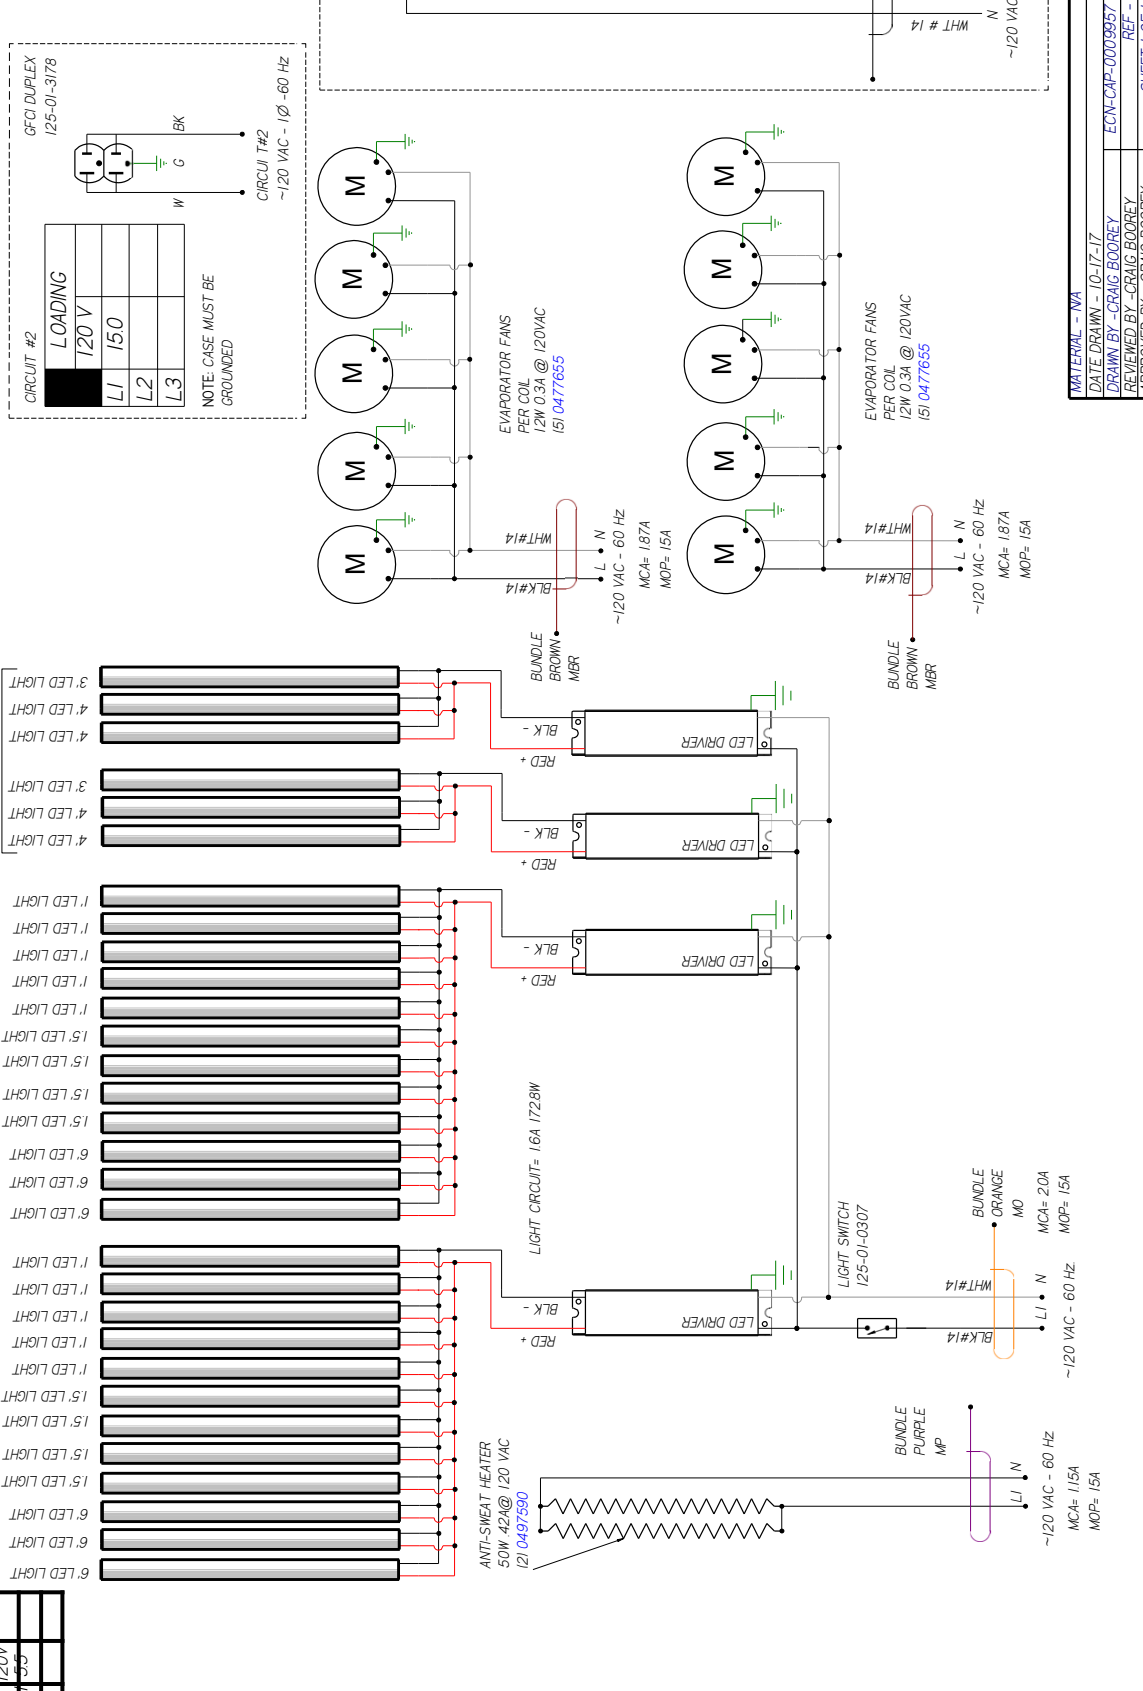 CIRCUIT #2
LOADING
120 V
L1 15.0
L2
L3
NOTE: CASE MUST BE
GROUNDED
GFCI DUPLEX
125-01-3178
W
G
BK
CIRCUI T#2
~120 VAC - 1Ø -60 Hz
WHT # 14
N
~120 VAC
M
M
M
M
M
EVAPORATOR FANS
PER COIL
12W 0.3A @ 120VAC
(5) 0477655
BLK#14
WHT#14
L N
~120 VAC - 60 Hz
MCA= 1.87A
MOP= 15A
BUNDLE
BROWN
MBR
M
M
M
M
M
EVAPORATOR FANS
PER COIL
12W 0.3A @ 120VAC
(5) 0477655
BLK#14
WHT#14
L N
~120 VAC - 60 Hz
MCA= 1.87A
MOP= 15A
BUNDLE
BROWN
MBR
MATERIAL - N/A
DATE DRAWN - 10-17-17
DRAWN BY -CRAIG BOOREY
ECN-CAP-0009957
REVIEWED BY -CRAIG BOOREY
REF -
3' LED LIGHT
4' LED LIGHT
4' LED LIGHT
3' LED LIGHT
4' LED LIGHT
4' LED LIGHT
1' LED LIGHT
1' LED LIGHT
1' LED LIGHT
1' LED LIGHT
1' LED LIGHT
1.5' LED LIGHT
1.5' LED LIGHT
1.5' LED LIGHT
1.5' LED LIGHT
6' LED LIGHT
6' LED LIGHT
6' LED LIGHT
1' LED LIGHT
1' LED LIGHT
1' LED LIGHT
1' LED LIGHT
1' LED LIGHT
1.5' LED LIGHT
1.5' LED LIGHT
1.5' LED LIGHT
1.5' LED LIGHT
6' LED LIGHT
6' LED LIGHT
6' LED LIGHT
BLK -
RED +
LED DRIVER
BLK -
RED +
LED DRIVER
BLK -
RED +
LED DRIVER
BLK -
RED +
LED DRIVER
LIGHT CIRCUIT= 1.6A 172.8W
LIGHT SWITCH
125-01-0307
BLK#14
WHT#14
BUNDLE
ORANGE
MO
L1 N
~120 VAC - 60 Hz
MCA= 2.0A
MOP= 15A
ANTI-SWEAT HEATER
50W .42A@ 120 VAC
(2) 0497590
BUNDLE
PURPLE
MP
L1 N
~120 VAC - 60 Hz
MCA= 1.15A
MOP= 15A
120V
5.5